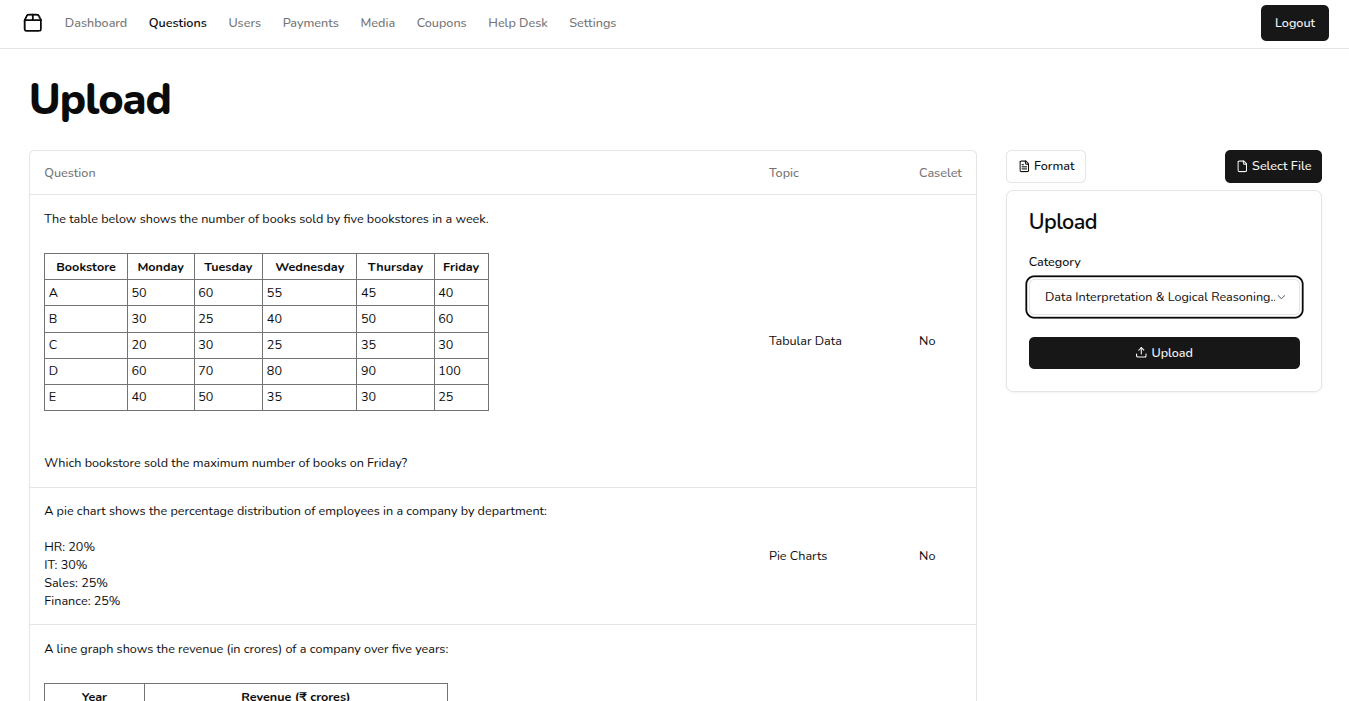 Dashboard Questions Users Payments Media Coupons Help Desk Settings Logout
Upload
Question Topic Caselet
The table below shows the number of books sold by five bookstores in a week.
Bookstore Monday Tuesday Wednesday Thursday Friday
A 50 60 55 45 40
B 30 25 40 50 60
C 20 30 25 35 30
D 60 70 80 90 100
E 40 50 35 30 25
Tabular Data No
Which bookstore sold the maximum number of books on Friday?
A pie chart shows the percentage distribution of employees in a company by department:
HR: 20%
IT: 30%
Sales: 25%
Finance: 25%
Pie Charts No
A line graph shows the revenue (in crores) of a company over five years:
Year Revenue (₹ crores)
Format Select File
Upload
Category
Data Interpretation & Logical Reasoning..
Upload